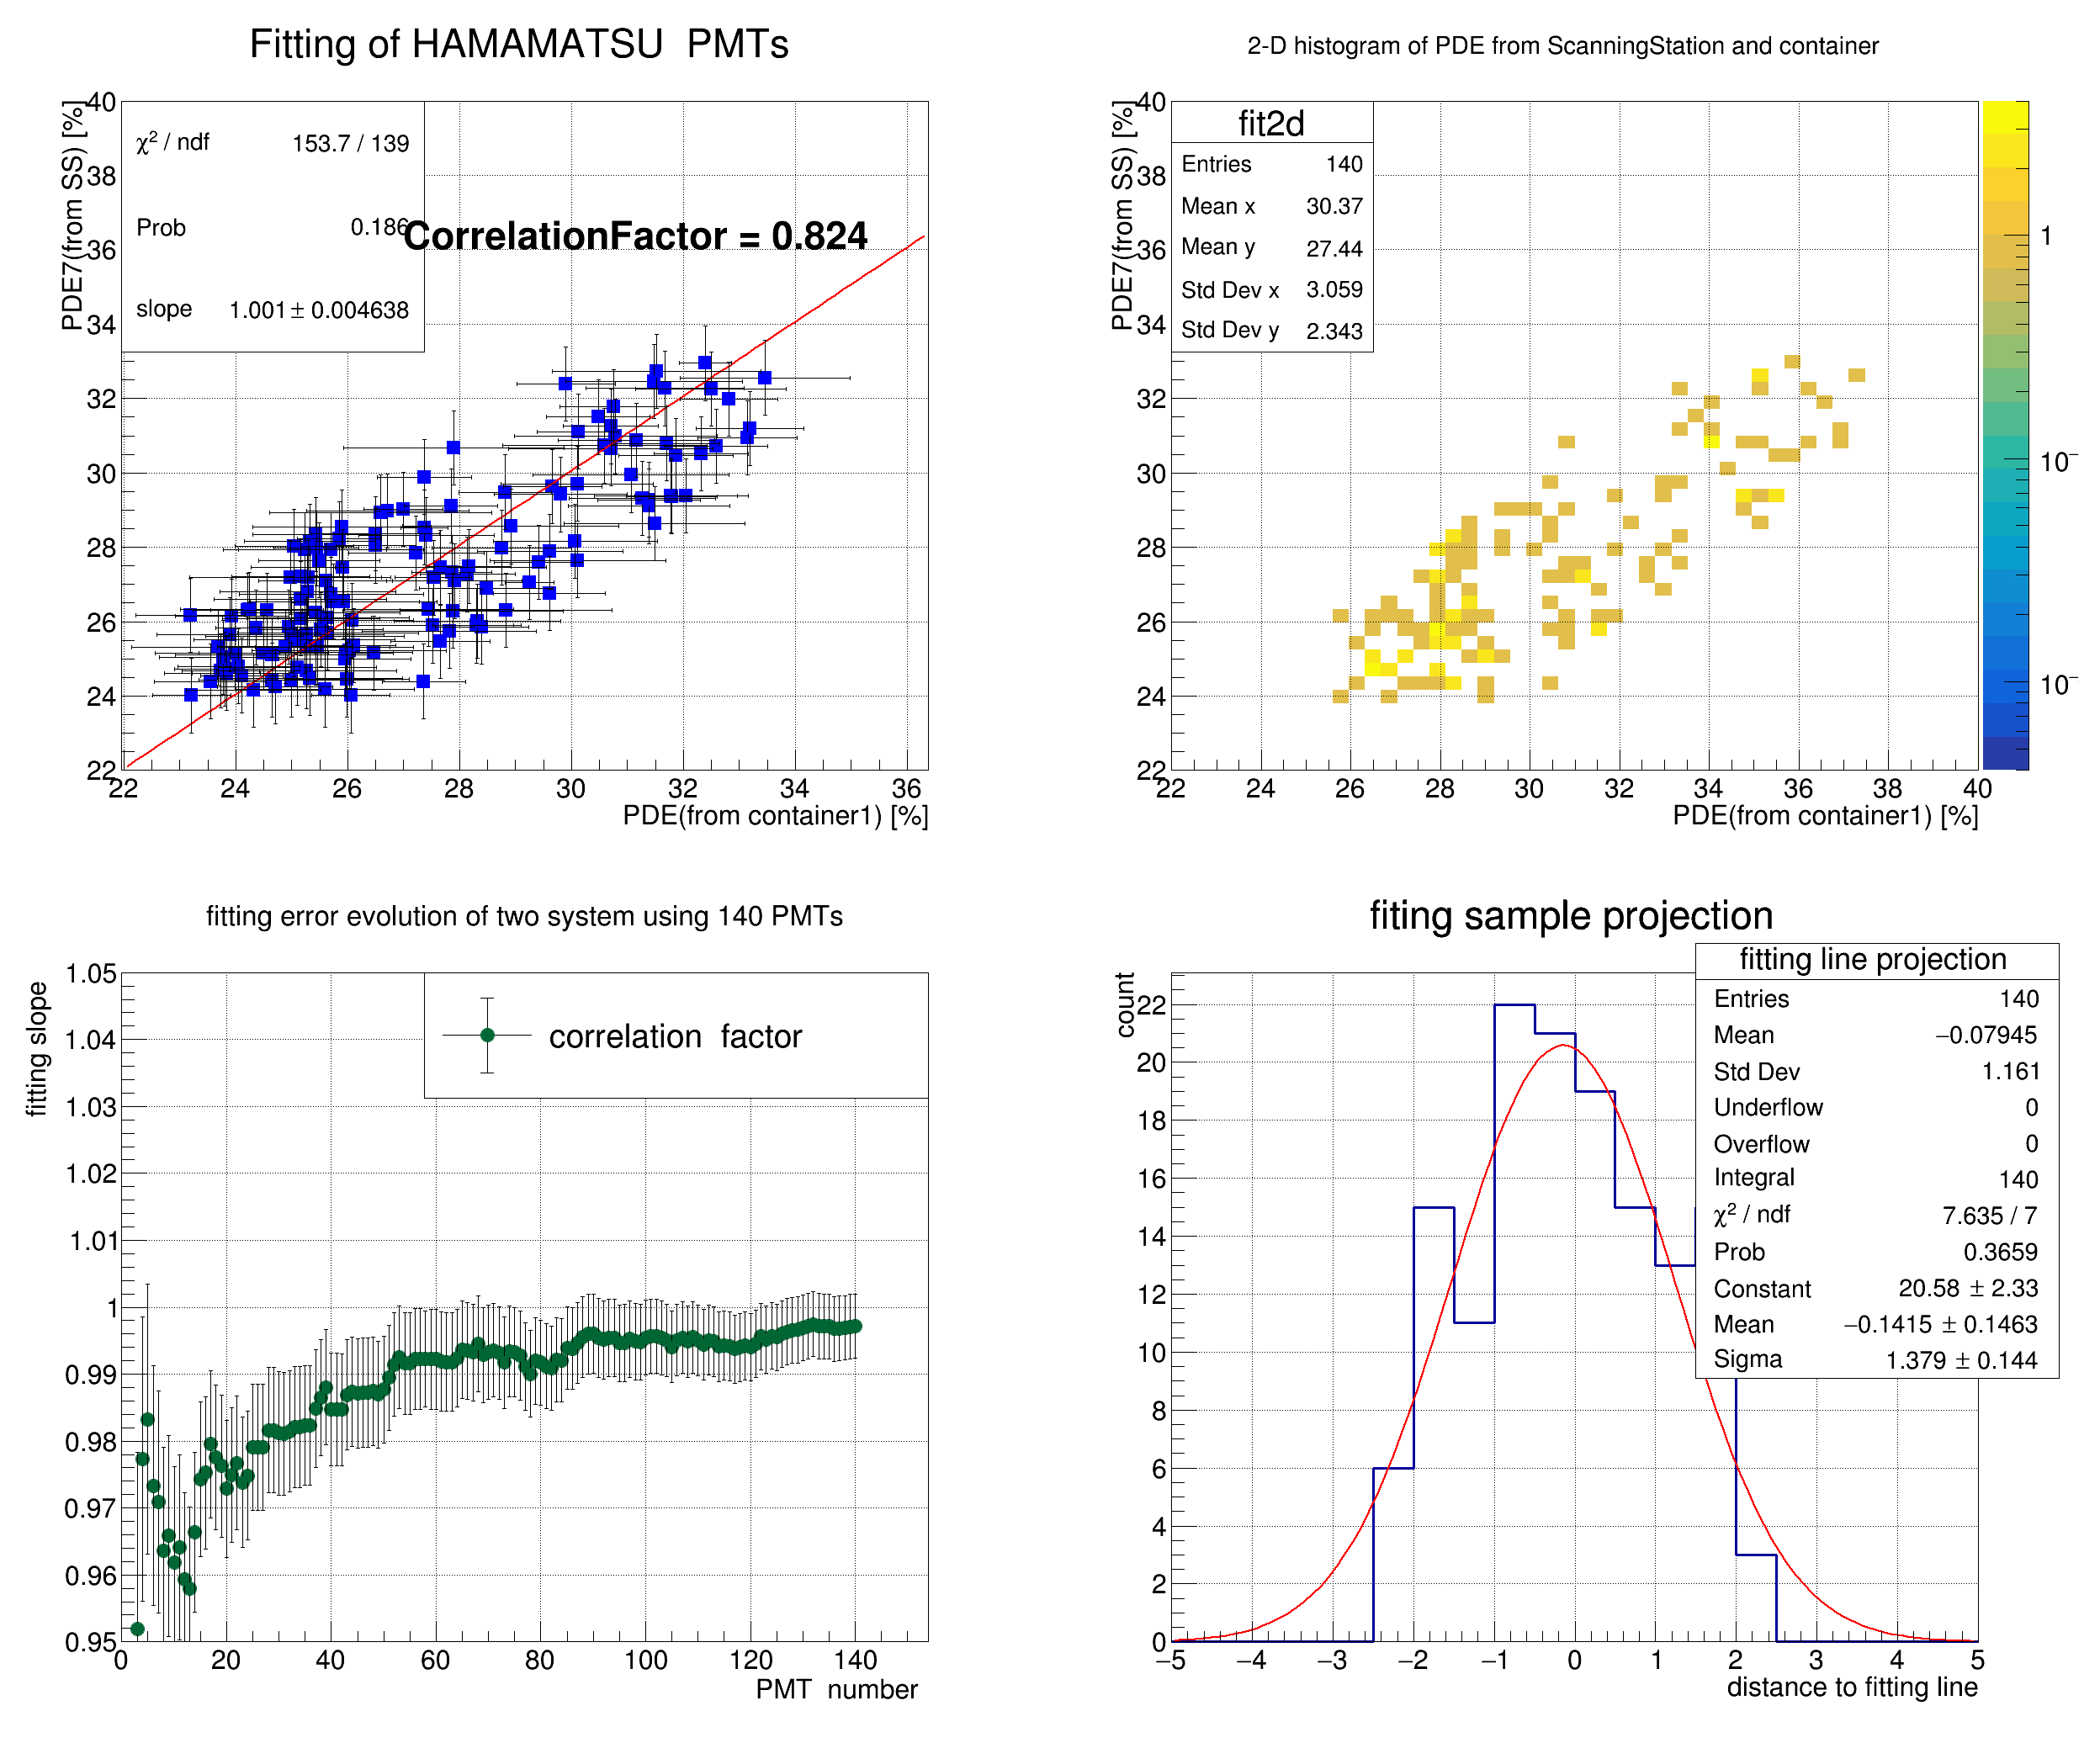 Fitting of HAMAMATSU PMTs
PDE7(from SS) [%]
χ² / ndf 153.7 / 139
Prob 0.186
slope 1.001 ± 0.004638
CorrelationFactor = 0.824
40
38
36
34
32
30
28
26
24
22
22 24 26 28 30 32 34 36
PDE(from container1) [%]
2-D histogram of PDE from ScanningStation and container
PDE7(from SS) [%]
fit2d
Entries 140
Mean x 30.37
Mean y 27.44
Std Dev x 3.059
Std Dev y 2.343
40
38
36
34
32
30
28
26
24
22
22 24 26 28 30 32 34 36 38 40
PDE(from container1) [%]
1
10⁻
10⁻
fitting error evolution of two system using 140 PMTs
fitting slope
correlation factor
1.05
1.04
1.03
1.02
1.01
1
0.99
0.98
0.97
0.96
0.95
0 20 40 60 80 100 120 140
PMT number
fiting sample projection
count
fitting line projection
Entries 140
Mean −0.07945
Std Dev 1.161
Underflow 0
Overflow 0
Integral 140
χ² / ndf 7.635 / 7
Prob 0.3659
Constant 20.58 ± 2.33
Mean −0.1415 ± 0.1463
Sigma 1.379 ± 0.144
22
20
18
16
14
12
10
8
6
4
2
0
−5 −4 −3 −2 −1 0 1 2 3 4 5
distance to fitting line